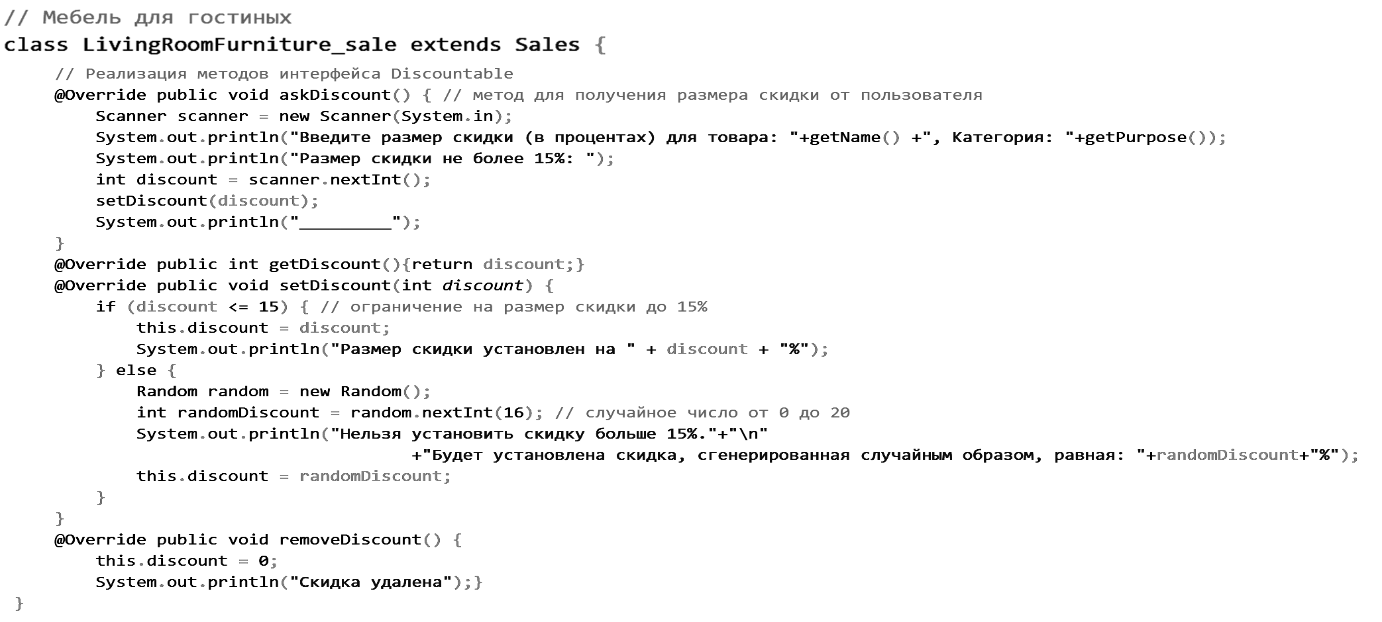 // Мебель для гостиных
class LivingRoomFurniture_sale extends Sales {
// Реализация методов интерфейса Discountable
@Override public void askDiscount() { // метод для получения размера скидки от пользователя
Scanner scanner = new Scanner(System.in);
System.out.println("Введите размер скидки (в процентах) для товара: "+getName() +", Категория: "+getPurpose());
System.out.println("Размер скидки не более 15%: ");
int discount = scanner.nextInt();
setDiscount(discount);
System.out.println("_________");
}
@Override public int getDiscount(){return discount;}
@Override public void setDiscount(int discount) {
if (discount <= 15) { // ограничение на размер скидки до 15%
this.discount = discount;
System.out.println("Размер скидки установлен на " + discount + "%");
} else {
Random random = new Random();
int randomDiscount = random.nextInt(16); // случайное число от 0 до 20
System.out.println("Нельзя установить скидку больше 15%."+"\n"
+"Будет установлена скидка, сгенерированная случайным образом, равная: "+randomDiscount+"%");
this.discount = randomDiscount;
}
}
@Override public void removeDiscount() {
this.discount = 0;
System.out.println("Скидка удалена");}
}